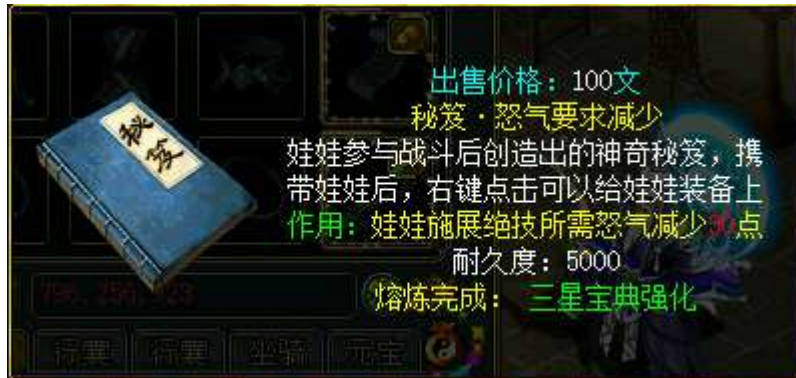 出售价格：100文
秘笈·怒气要求减少
秘笈
娃娃参与战斗后创造出的神奇秘笈，携
带娃娃后，右键点击可以给娃娃装备上
作用：娃娃施展绝技所需怒气减少30点
耐久度：5000
熔炼完成： 三星宝典强化
行囊 行囊 坐骑 元宝